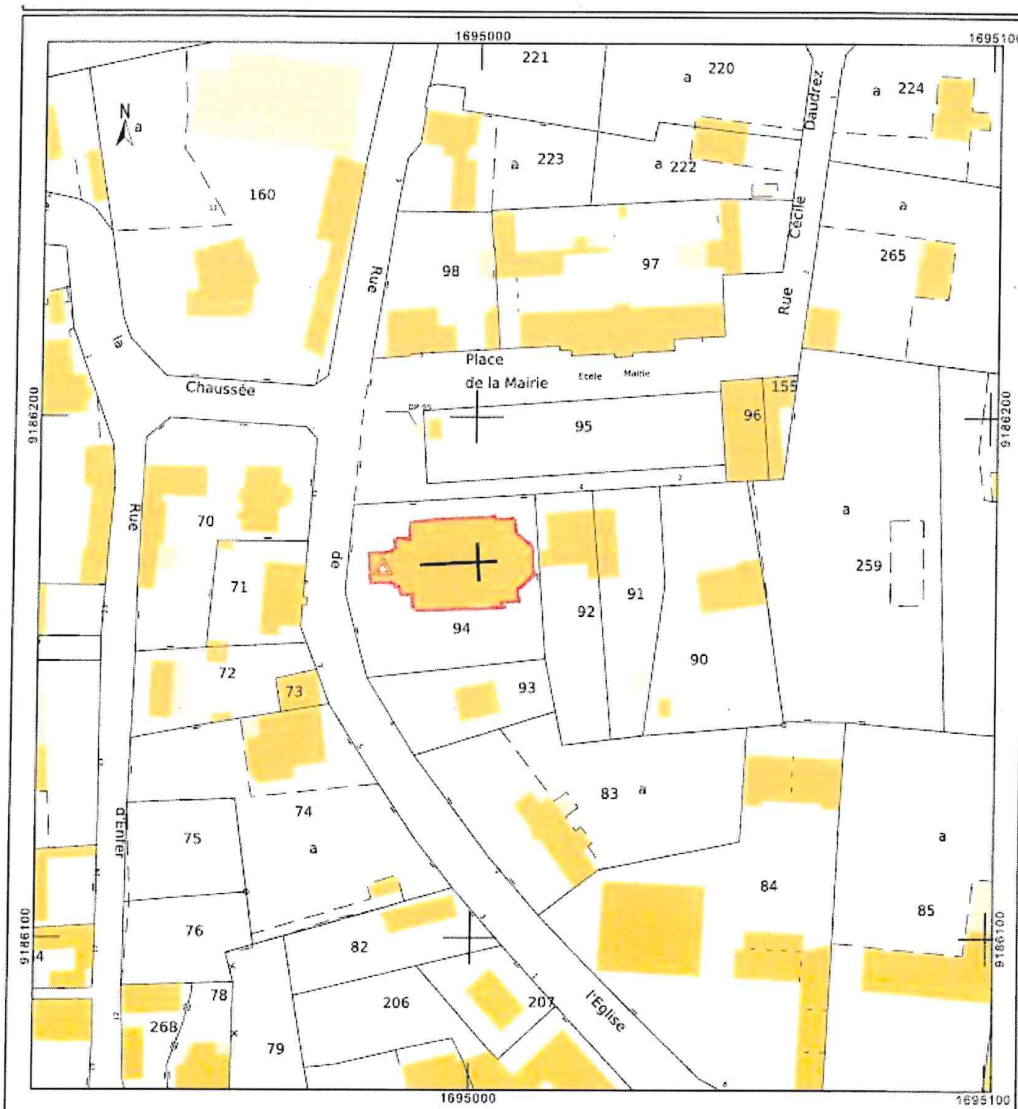 1695000
1695100
221
220
a
Daudrez
a
224
N
a
223
a
a
222
160
Cécile
a
265
98
97
Rue
Rue
la
Place
de la Mairie
Ecole
Mairie
Chaussée
155
96
95
9186200
9186200
a
70
Rue
de
259
71
92
91
94
90
72
93
73
83
a
74
75
a
a
d'Enfer
84
85
76
82
9186100
9186100
78
206
207
l'Eglise
268
79
1695000
1695100